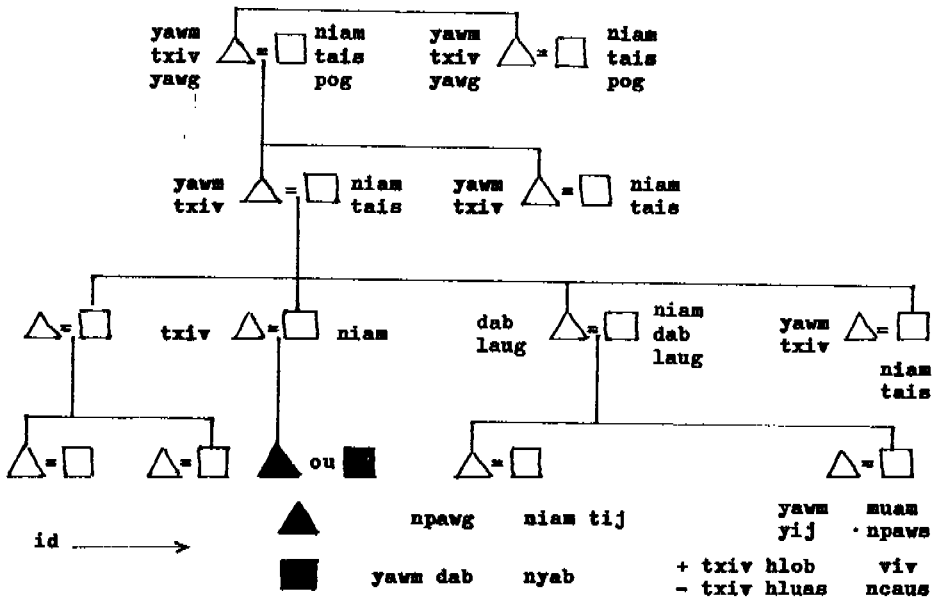 yawm niam yawm niam
txiv = tais txiv = tais
yawg pog yawg pog
yawm = niam yawm = niam
txiv tais txiv tais
= txiv = niam dab = niam yawm =
laug dab txiv
laug
niam
tais
= = ou = =
npawg niam tij yawm muam
yij npaws
id
+ txiv hlob viv
yawm dab nyab - txiv hluas ncaus